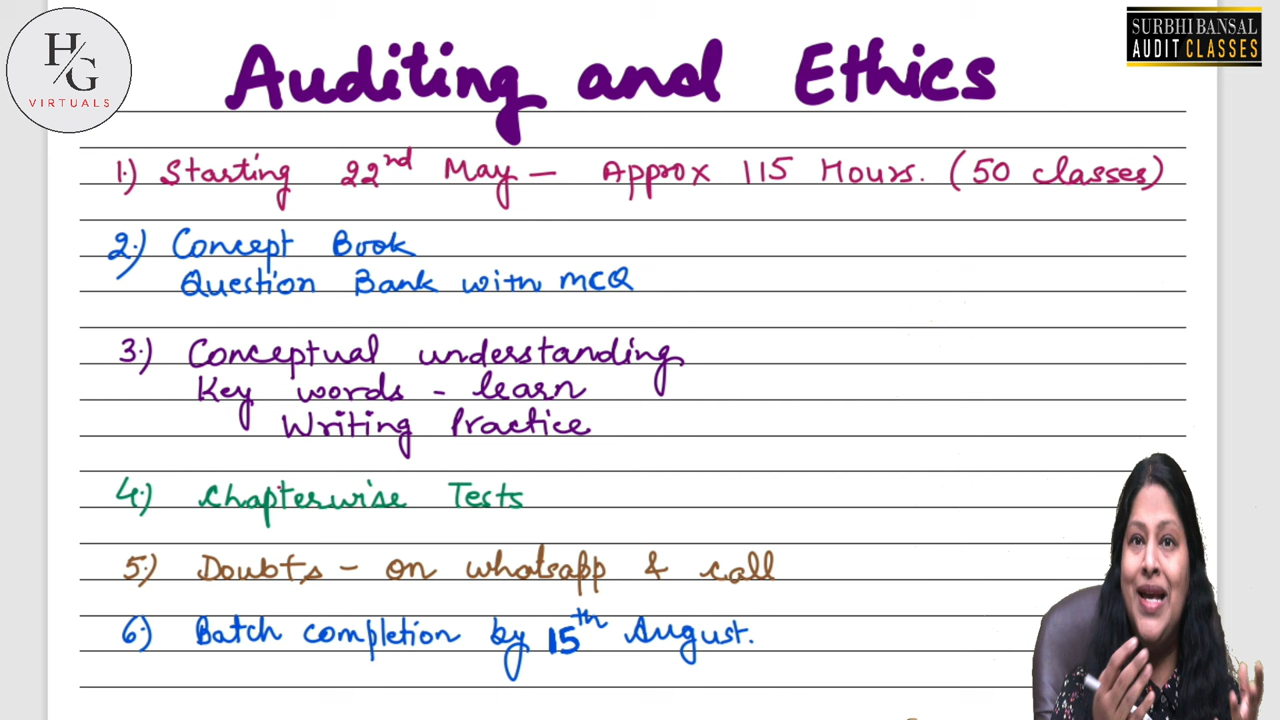 H/G
VIRTUALS
SURBHI BANSAL
AUDIT CLASSES
Auditing and Ethics
1.) Starting 22nd May - Approx 115 Hours. (50 classes)
2.) Concept Book
Question Bank with MCQ
3.) Conceptual understanding
Key words - learn
Writing Practice
4.) Chapterwise Tests
5.) Doubts - on whatsapp & call
6.) Batch completion by 15th August.